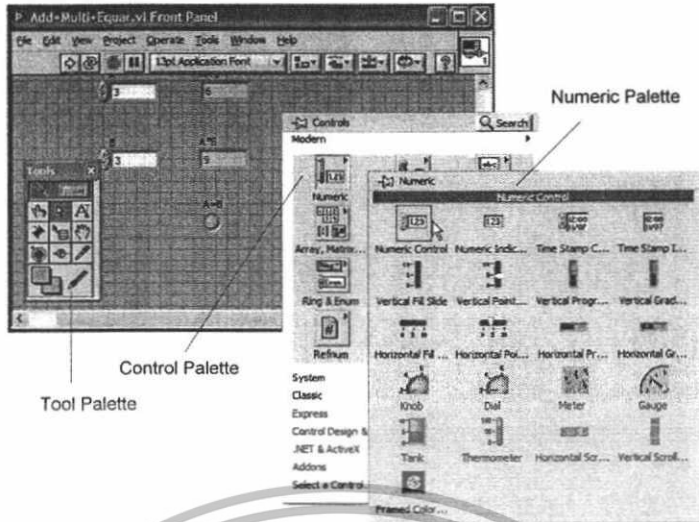 Add-Multi-Equar.vi Front Panel
File Edit View Project Operate Tools Window Help
13pt Application Font
3
6
B
A*B
3
9
A=B
Tools
Controls
Search
Modern
Numeric
Array, Matrix...
Ring & Enum
Refnum
System
Classic
Express
Control Design &
.NET & ActiveX
Addons
Select a Control
Numeric
Numeric Control
Numeric Control
Numeric Indic...
Time Stamp C...
Time Stamp I...
Vertical Fill Slide
Vertical Point...
Vertical Progr...
Vertical Grad...
Horizontal Fill ...
Horizontal Poi...
Horizontal Pr...
Horizontal Gr...
Knob
Dial
Meter
Gauge
Tank
Thermometer
Horizontal Scr...
Vertical Scroll...
Framed Color...
Numeric Palette
Control Palette
Tool Palette